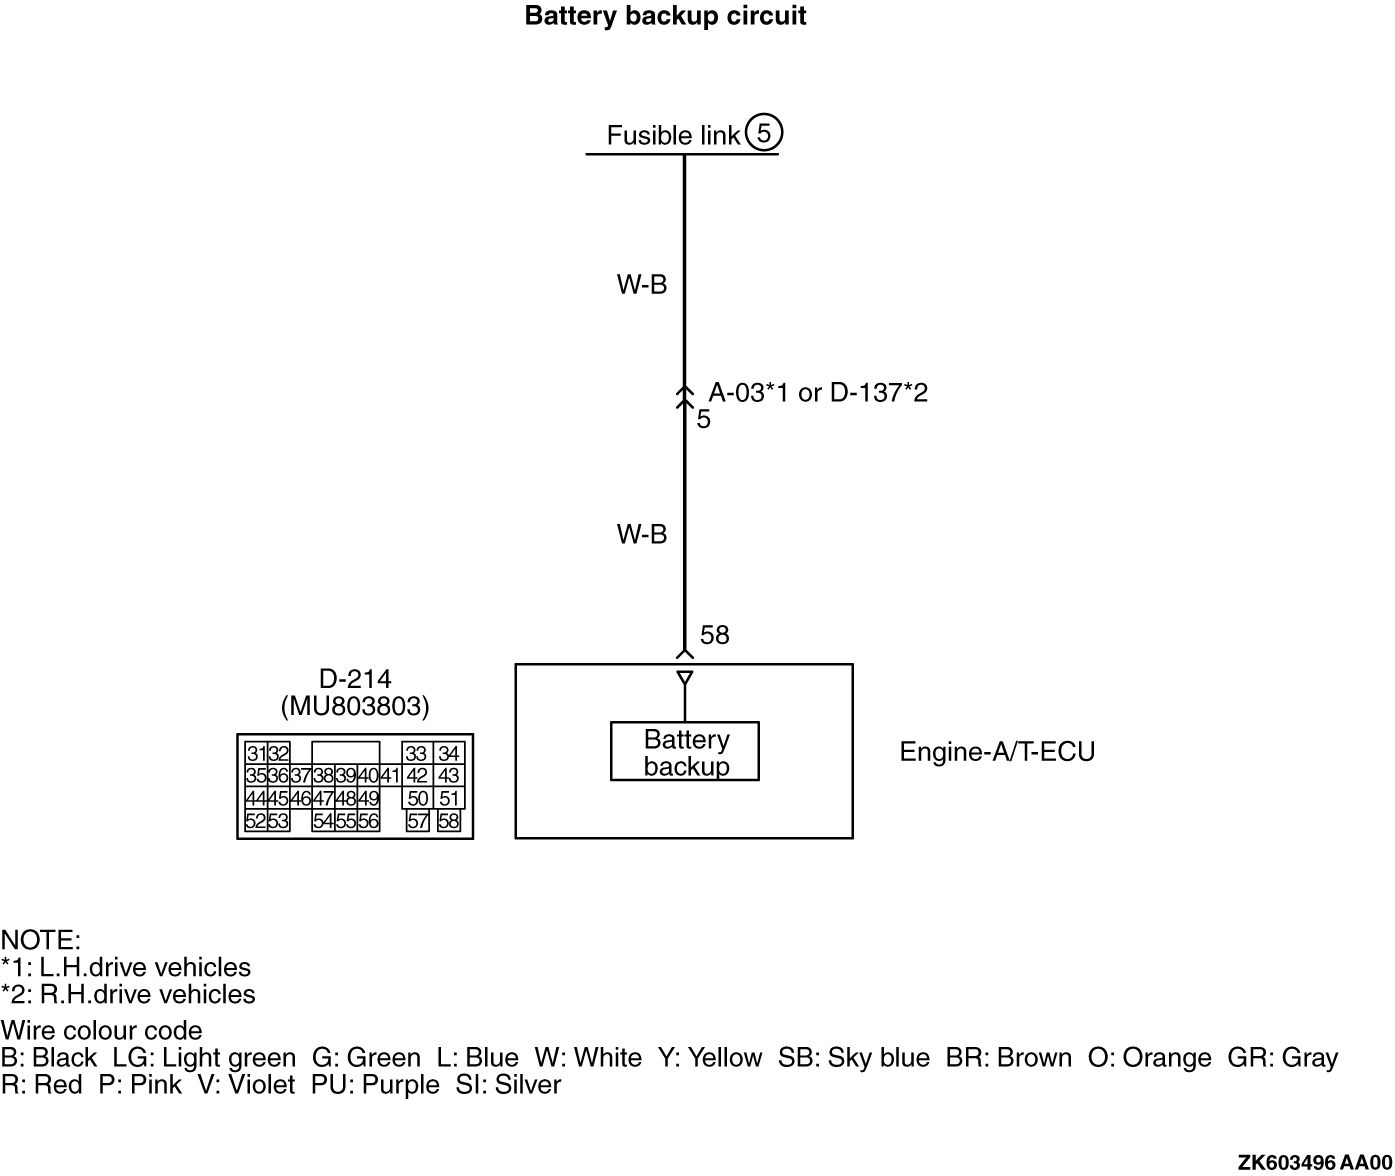 Battery backup circuit
Fusible link 5
W-B
A-03*1 or D-137*2
5
W-B
58
D-214
(MU803803)
31 32 33 34
35 36 37 38 39 40 41 42 43
44 45 46 47 48 49 50 51
52 53 54 55 56 57 58
Battery
backup
Engine-A/T-ECU
NOTE:
*1: L.H.drive vehicles
*2: R.H.drive vehicles
Wire colour code
B: Black LG: Light green G: Green L: Blue W: White Y: Yellow SB: Sky blue BR: Brown O: Orange GR: Gray
R: Red P: Pink V: Violet PU: Purple SI: Silver
ZK603496 AA00